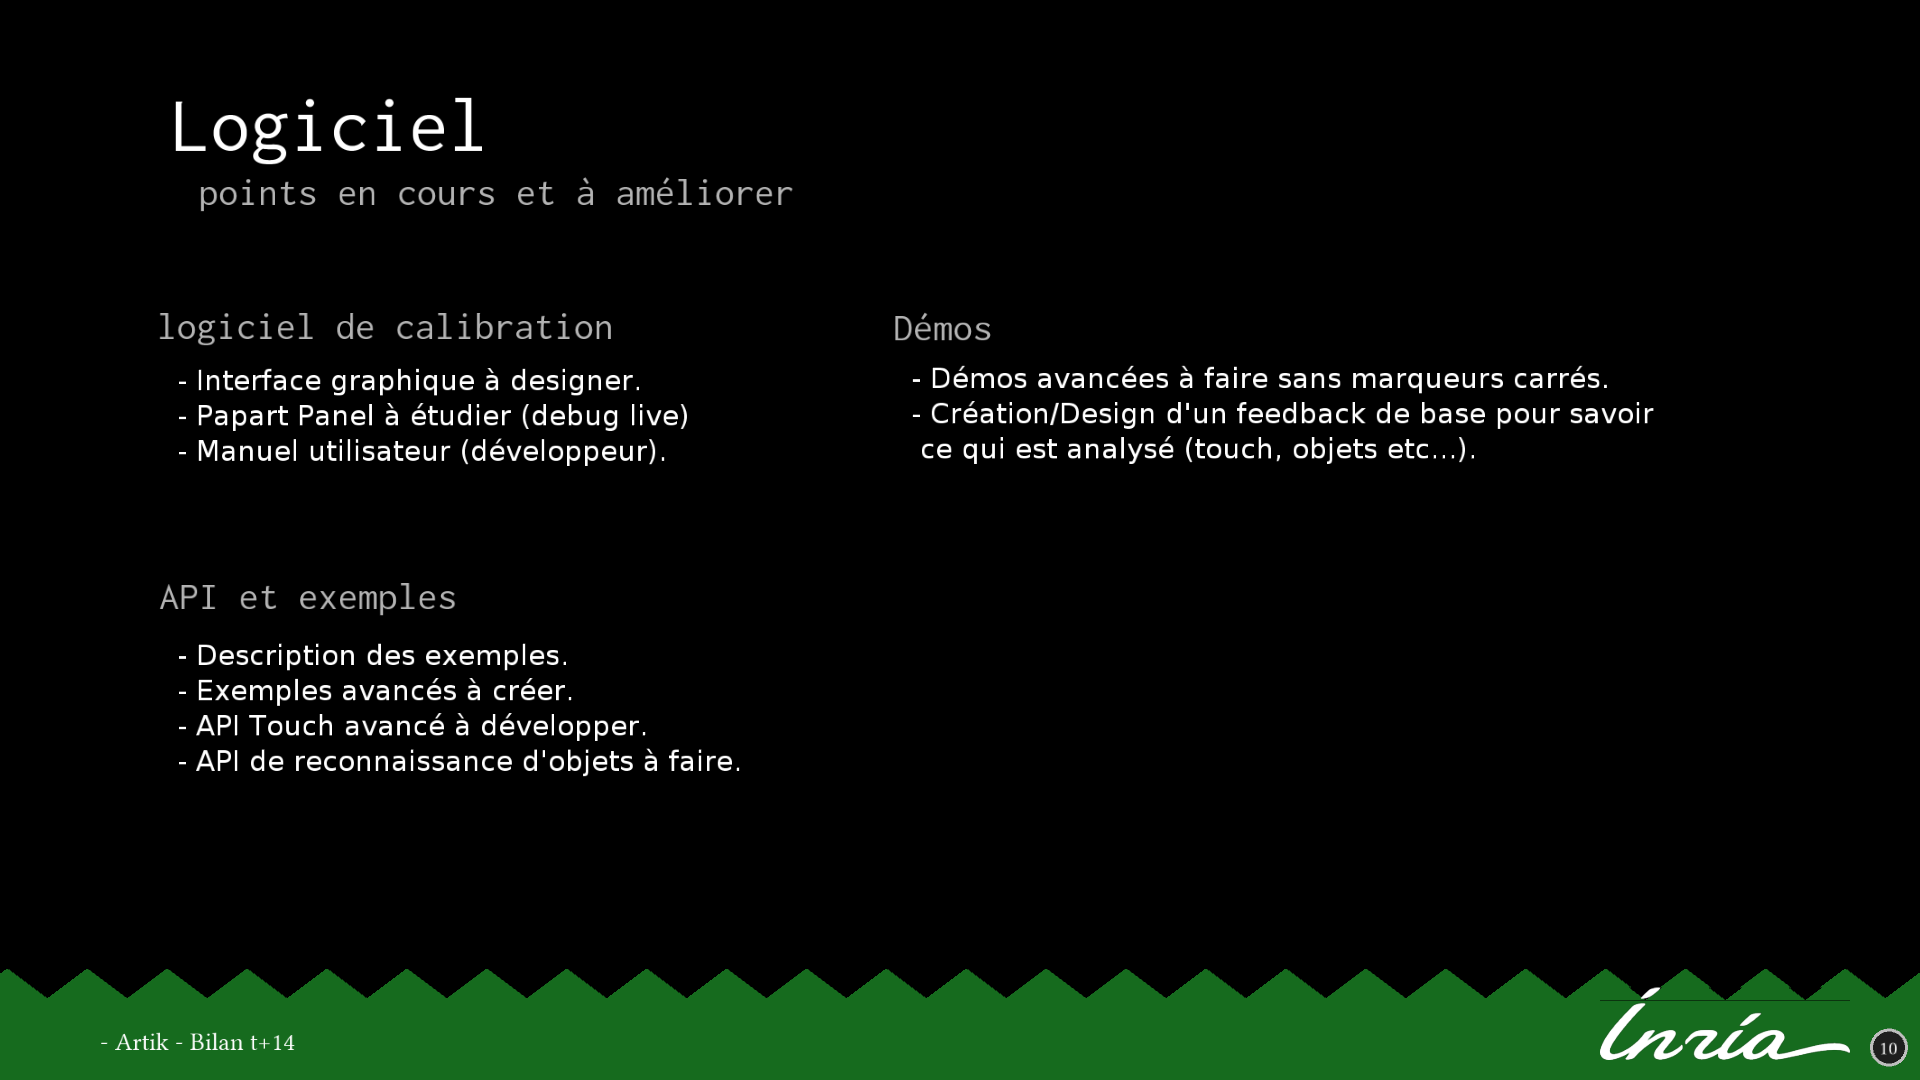 Logiciel
points en cours et à améliorer
logiciel de calibration
- Interface graphique à designer.
- Papart Panel à étudier (debug live)
- Manuel utilisateur (développeur).
Démos
- Démos avancées à faire sans marqueurs carrés.
- Création/Design d'un feedback de base pour savoir
ce qui est analysé (touch, objets etc...).
API et exemples
- Description des exemples.
- Exemples avancés à créer.
- API Touch avancé à développer.
- API de reconnaissance d'objets à faire.
- Artik - Bilan t+14
Inria
10